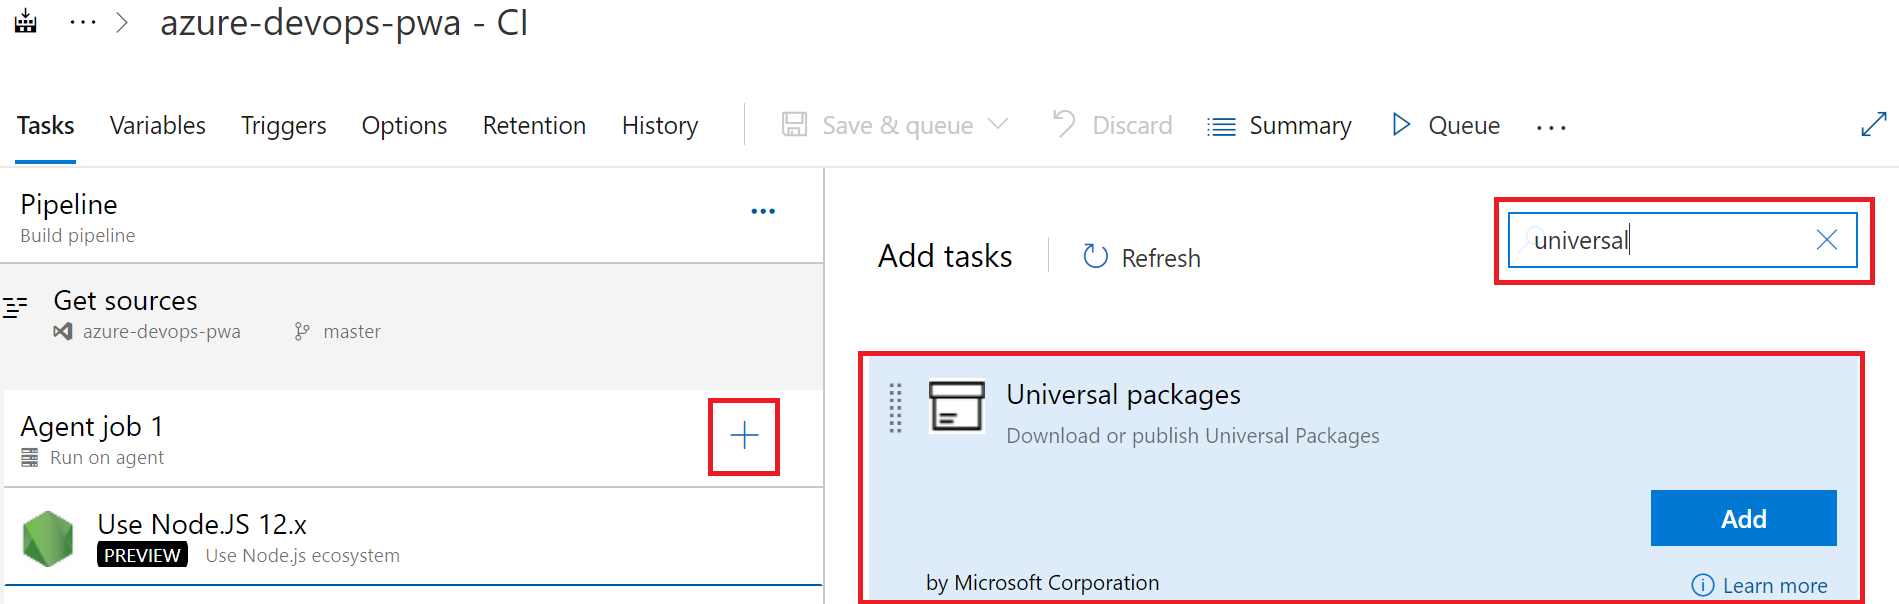 ··· > azure-devops-pwa - CI
Tasks Variables Triggers Options Retention History Save & queue Discard Summary Queue ...
Pipeline ...
Build pipeline
Get sources
azure-devops-pwa master
Agent job 1 +
Run on agent
Use Node.JS 12.x
PREVIEW Use Node.js ecosystem
Add tasks Refresh universal
Universal packages
Download or publish Universal Packages
Add
by Microsoft Corporation Learn more